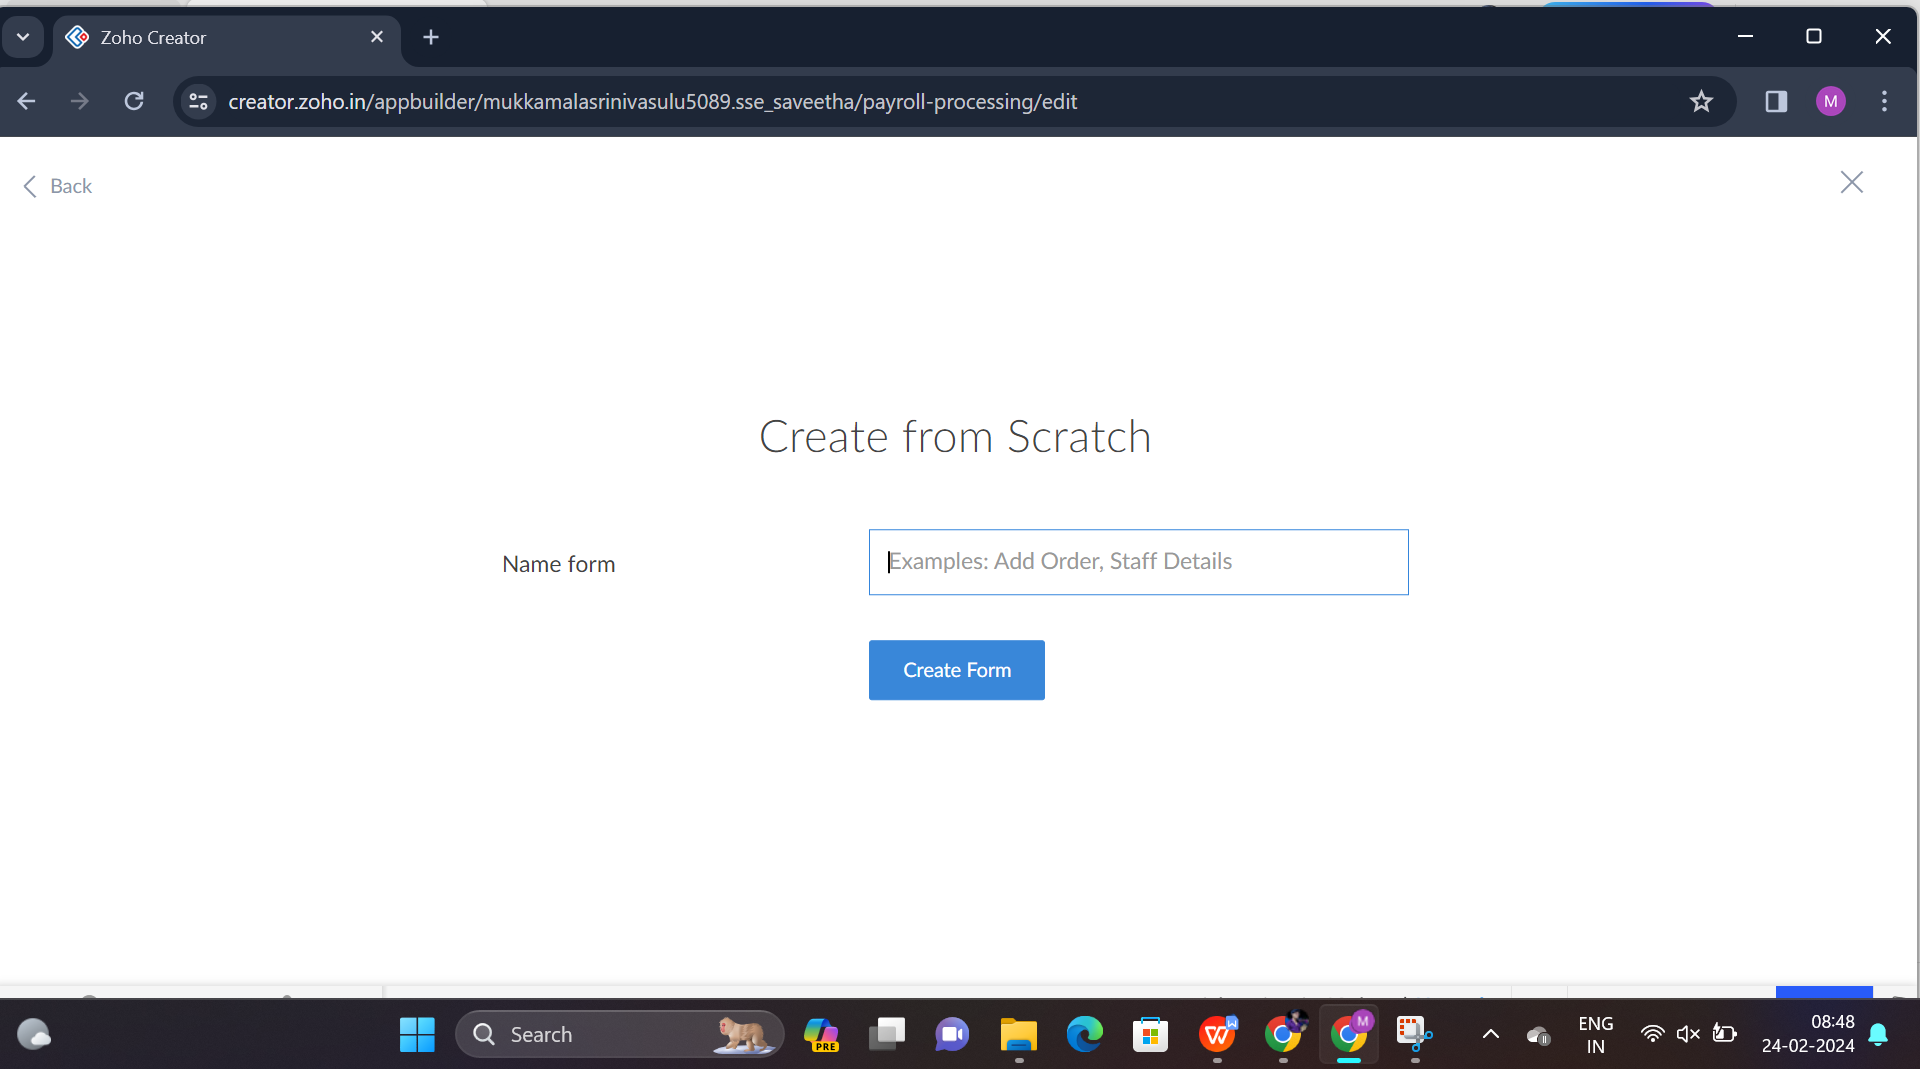 Zoho Creator
creator.zoho.in/appbuilder/mukkamalasrinivasulu5089.sse_saveetha/payroll-processing/edit
M
Back
Create from Scratch
Name form
Examples: Add Order, Staff Details
Create Form
Search
PRE
W
W
M
ENG
IN
08:48
24-02-2024